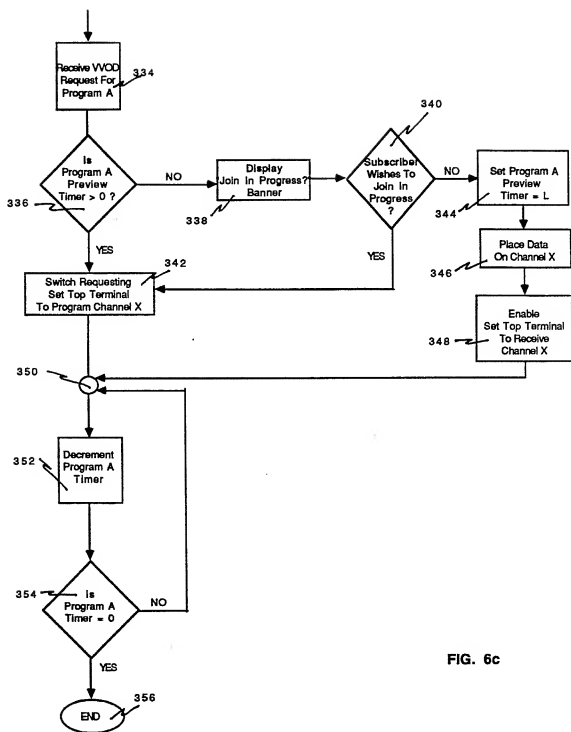 Receive VVOD
Request For
Program A
334
Is
Program A
Preview
Timer > 0 ?
336
NO
YES
Display
Join In Progress?
Banner
338
340
Subscriber
Wishes To
Join In
Progress
?
NO
YES
Set Program A
Preview
Timer = L
344
Place Data
On Channel X
346
Enable
Set Top Terminal
To Receive
Channel X
348
342
Switch Requesting
Set Top Terminal
To Program Channel X
350
Decrement
Program A
Timer
352
354
Is
Program A
Timer = 0
NO
YES
END
356
FIG. 6c